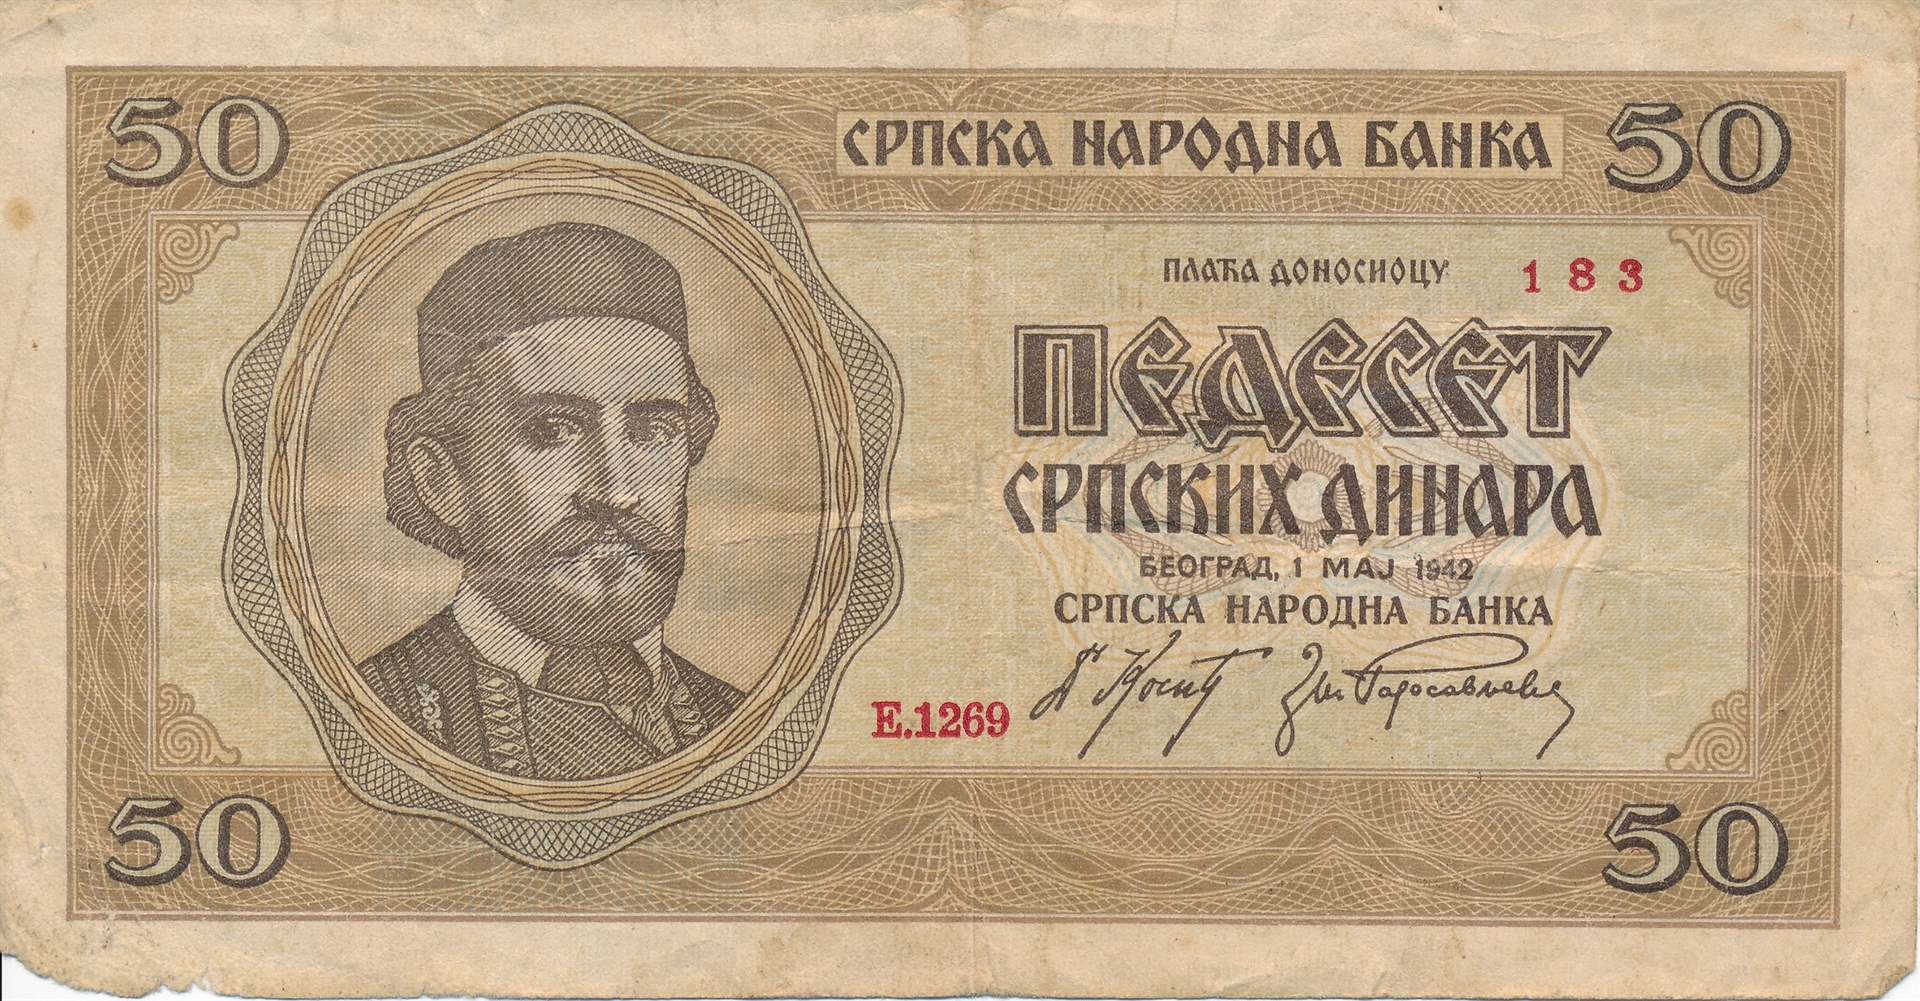 50 СРПСКА НАРОДНА БАНКА 50
ПЛАЋА ДОНОСИОЦУ 183
ПЕДЕСЕТ
СРПСКИХ ДИНАРА
БЕОГРАД, 1 МАЈ 1942
СРПСКА НАРОДНА БАНКА
Е.1269
50 50